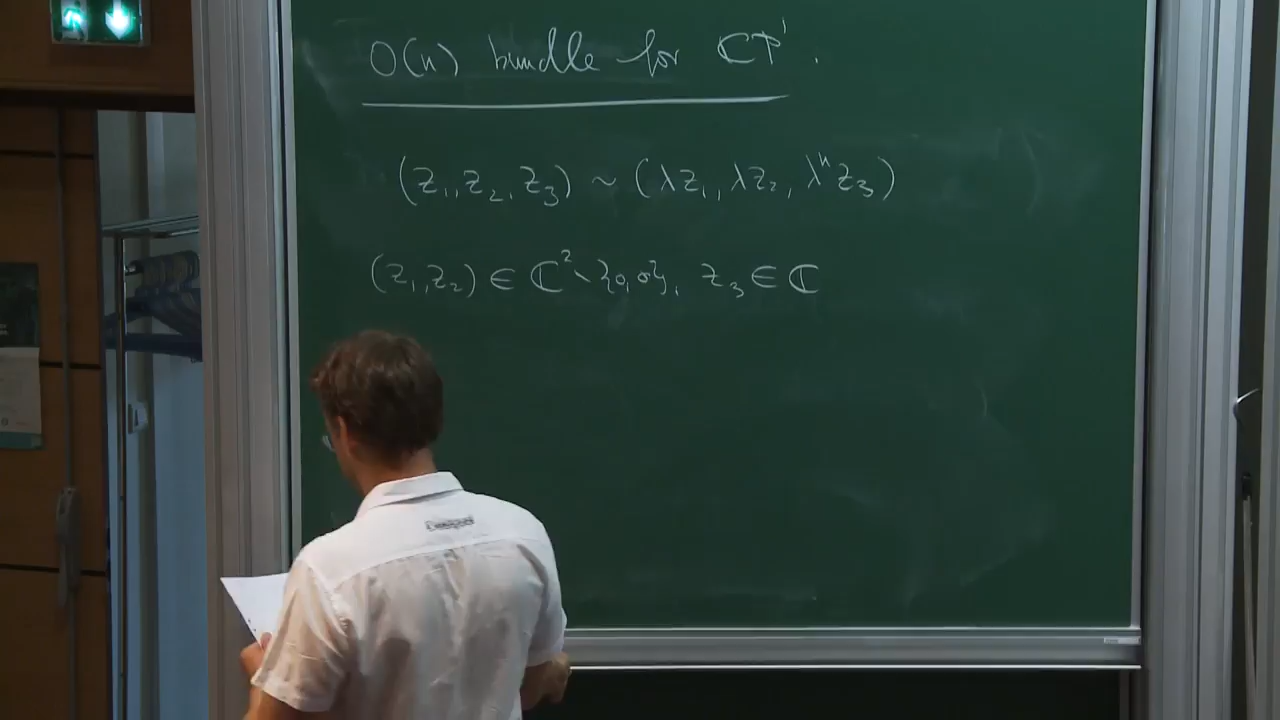 O(n) bundle for ℂP¹.
(z₁, z₂, z₃) ~ (λz₁, λz₂, λⁿz₃)
(z₁, z₂) ∈ ℂ² \ {0,0}, z₃ ∈ ℂ